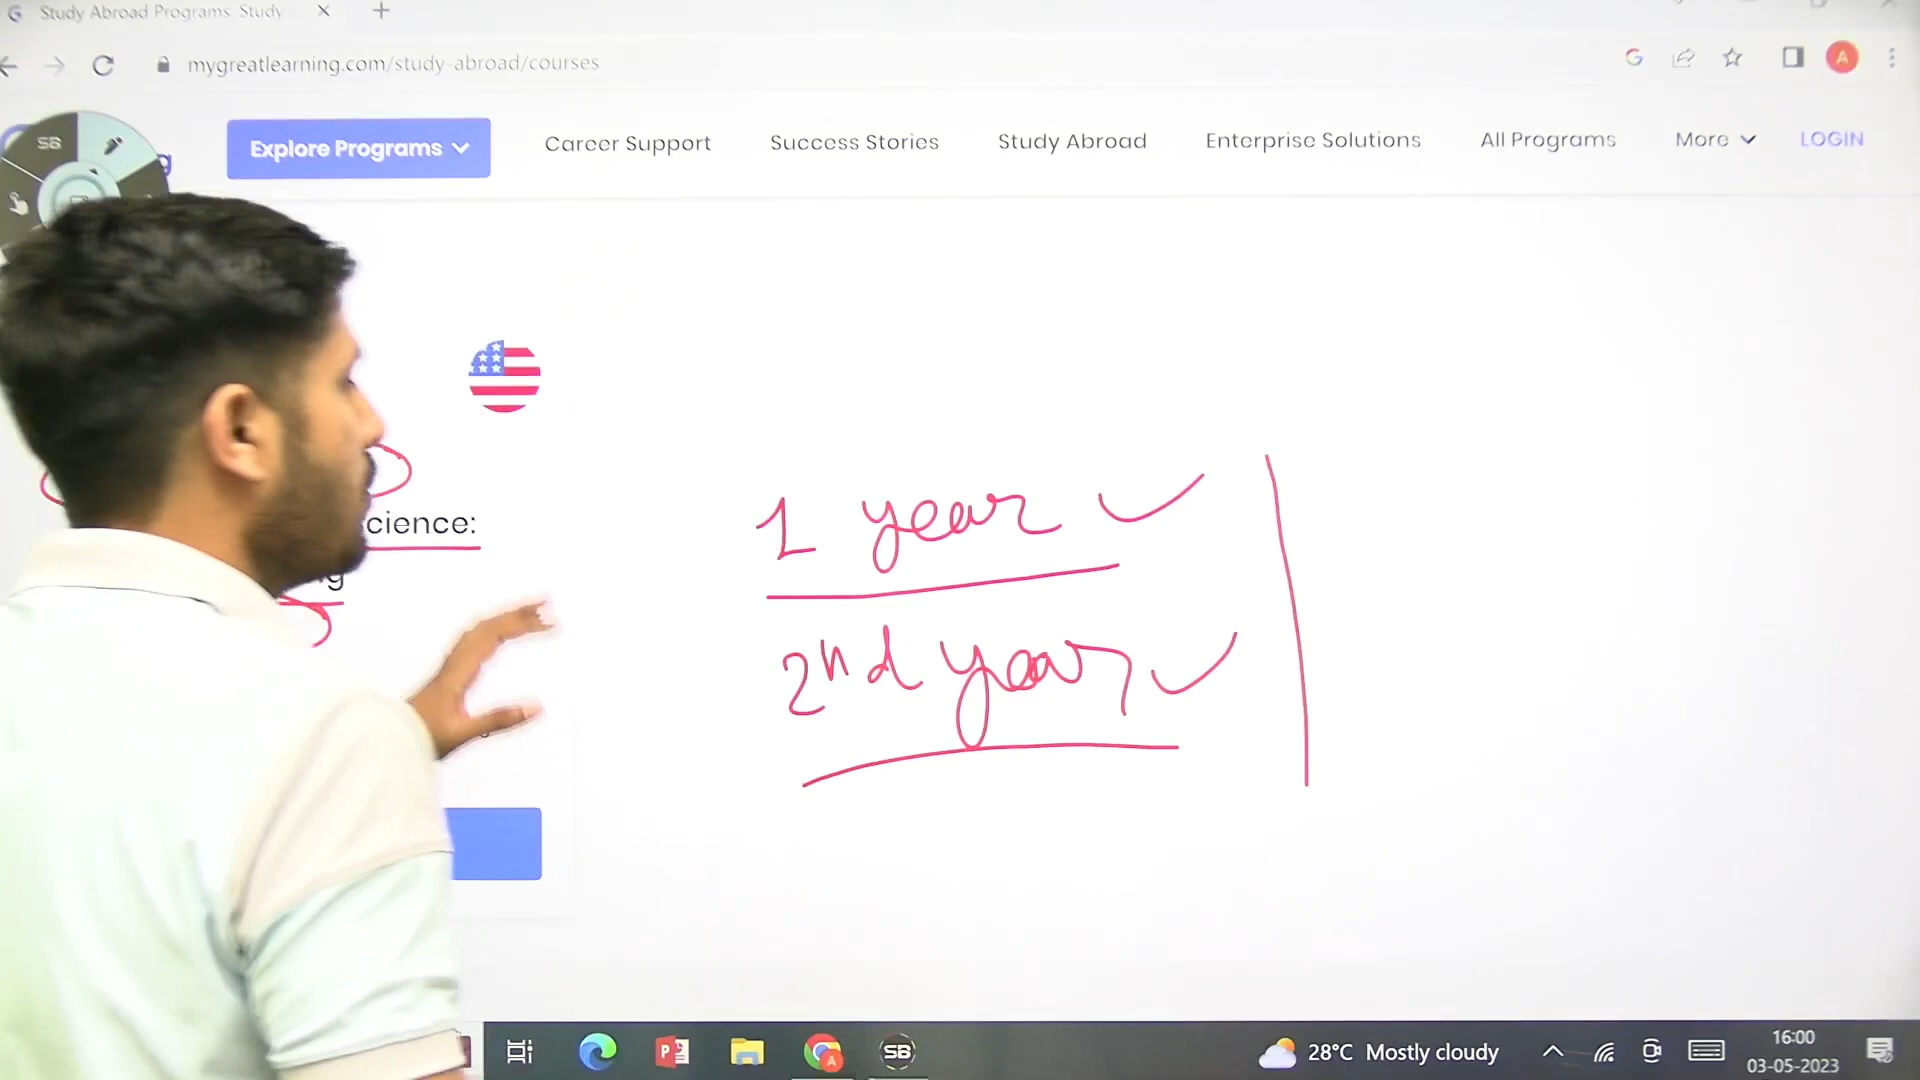 Study Abroad Programs: Study
mygreatlearning.com/study-abroad/courses
A
SB
Explore Programs
Career Support
Success Stories
Study Abroad
Enterprise Solutions
All Programs
More
LOGIN
cience:
g
1 year
2nd year
SB
28°C Mostly cloudy
16:00
03-05-2023